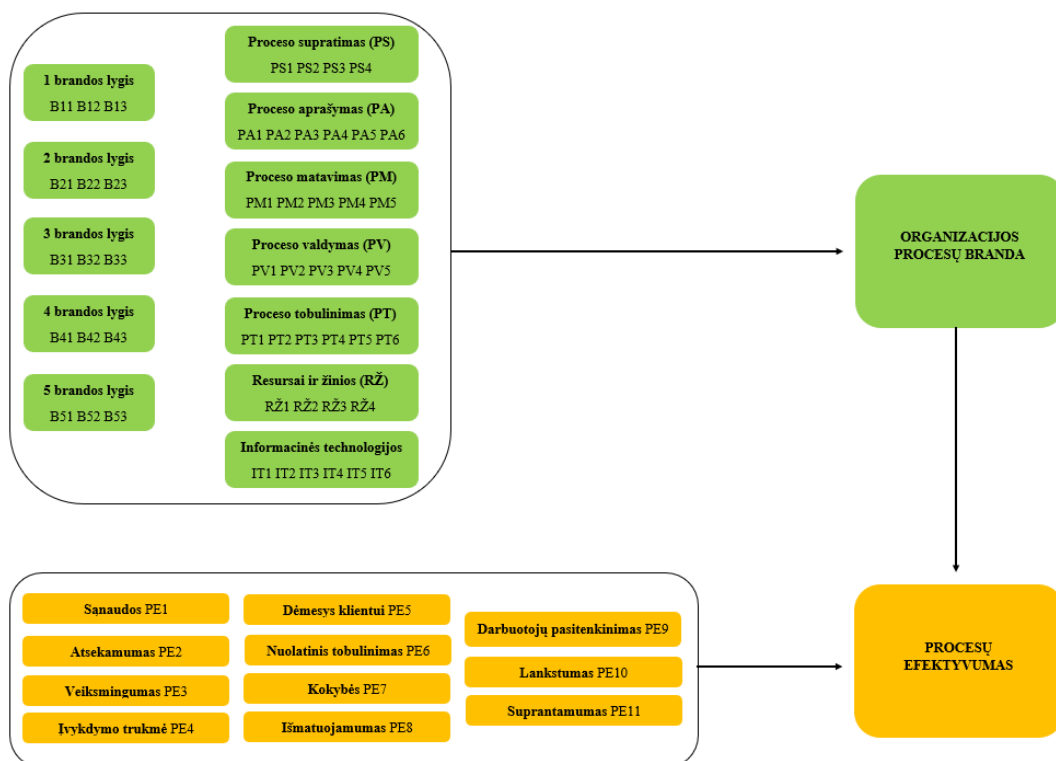 1 brandos lygis
B11 B12 B13
2 brandos lygis
B21 B22 B23
3 brandos lygis
B31 B32 B33
4 brandos lygis
B41 B42 B43
5 brandos lygis
B51 B52 B53
Proceso supratimas (PS)
PS1 PS2 PS3 PS4
Proceso aprašymas (PA)
PA1 PA2 PA3 PA4 PA5 PA6
Proceso matavimas (PM)
PM1 PM2 PM3 PM4 PM5
Proceso valdymas (PV)
PV1 PV2 PV3 PV4 PV5
Proceso tobulinimas (PT)
PT1 PT2 PT3 PT4 PT5 PT6
Resursai ir žinios (RŽ)
RŽ1 RŽ2 RŽ3 RŽ4
Informacinės technologijos
IT1 IT2 IT3 IT4 IT5 IT6
ORGANIZACIJOS
PROCESŲ BRANDA
Sąnaudos PE1
Atsekamumas PE2
Veiksmingumas PE3
Įvykdymo trukmė PE4
Dėmesys klientui PE5
Nuolatinis tobulinimas PE6
Kokybės PE7
Išmatuojamumas PE8
Darbuotojų pasitenkinimas PE9
Lankstumas PE10
Suprantamumas PE11
PROCESŲ
EFEKTYVUMAS